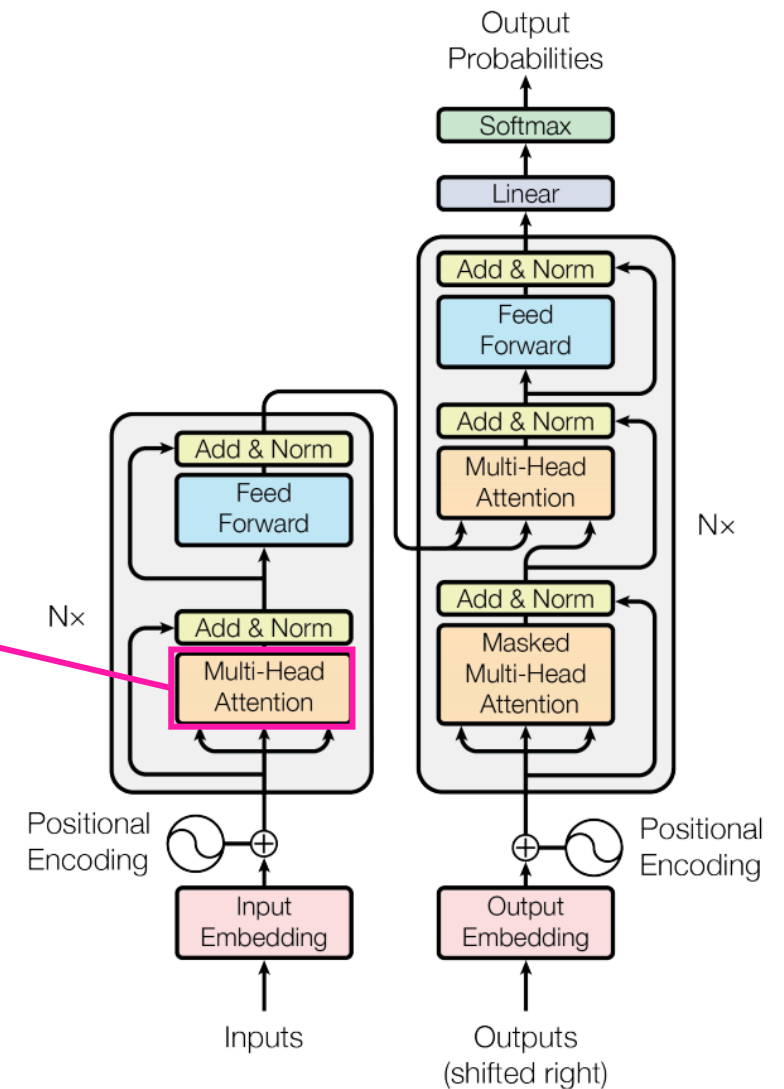 Output
Probabilities
Softmax
Linear
Add & Norm
Feed
Forward
Add & Norm
Multi-Head
Attention
Add & Norm
Masked
Multi-Head
Attention
Nx
Add & Norm
Feed
Forward
Nx
Add & Norm
Multi-Head
Attention
Positional
Encoding
Positional
Encoding
Input
Embedding
Output
Embedding
Inputs
Outputs
(shifted right)